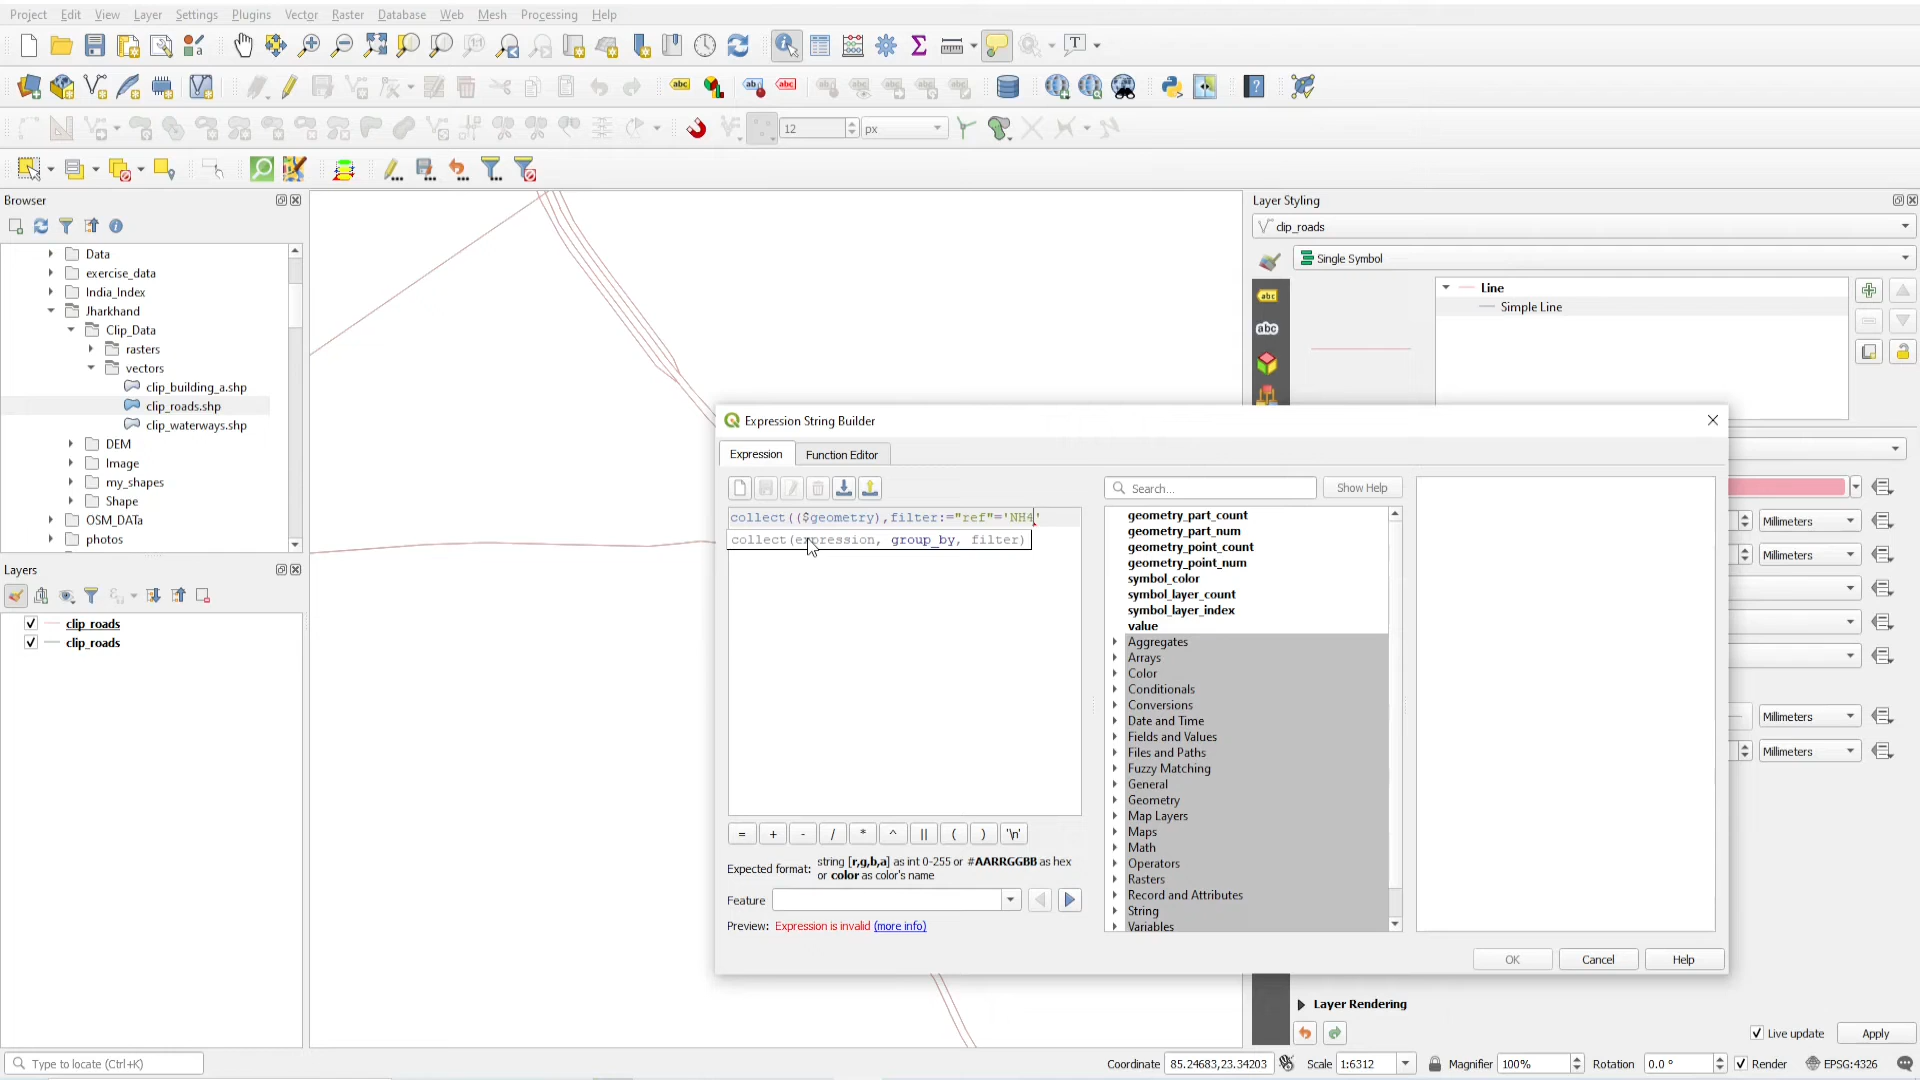 Project Edit View Layer Settings Plugins Vector Raster Database Web Mesh Processing Help
12 px
Browser
Data
exercise_data
India_Index
Jharkhand
Clip_Data
rasters
vectors
clip_building_a.shp
clip_roads.shp
clip_waterways.shp
DEM
Image
my_shapes
Shape
OSM_DATa
photos
Layers
clip_roads
clip_roads
Layer Styling
clip_roads
Single Symbol
Line
Simple Line
Expression String Builder
Expression Function Editor
Search... Show Help
collect(($geometry),filter:="ref"='NH4'
collect(expression, group_by, filter)
geometry_part_count
geometry_part_num
geometry_point_count
geometry_point_num
symbol_color
symbol_layer_count
symbol_layer_index
value
Aggregates
Arrays
Color
Conditionals
Conversions
Date and Time
Fields and Values
Files and Paths
Fuzzy Matching
General
Geometry
Map Layers
Maps
Math
Operators
Rasters
Record and Attributes
String
Variables
= + - / * ^ || ( ) '\n'
Expected format: string [r,g,b,a] as int 0-255 or #AARRGGBB as hex
or color as color's name
Feature
Preview: Expression is invalid (more info)
OK Cancel Help
Millimeters
Millimeters
Millimeters
Millimeters
Layer Rendering
Live update Apply
Type to locate (Ctrl+K) Coordinate 85.24683,23.34203 Scale 1:6312 Magnifier 100% Rotation 0.0 ° Render EPSG:4326